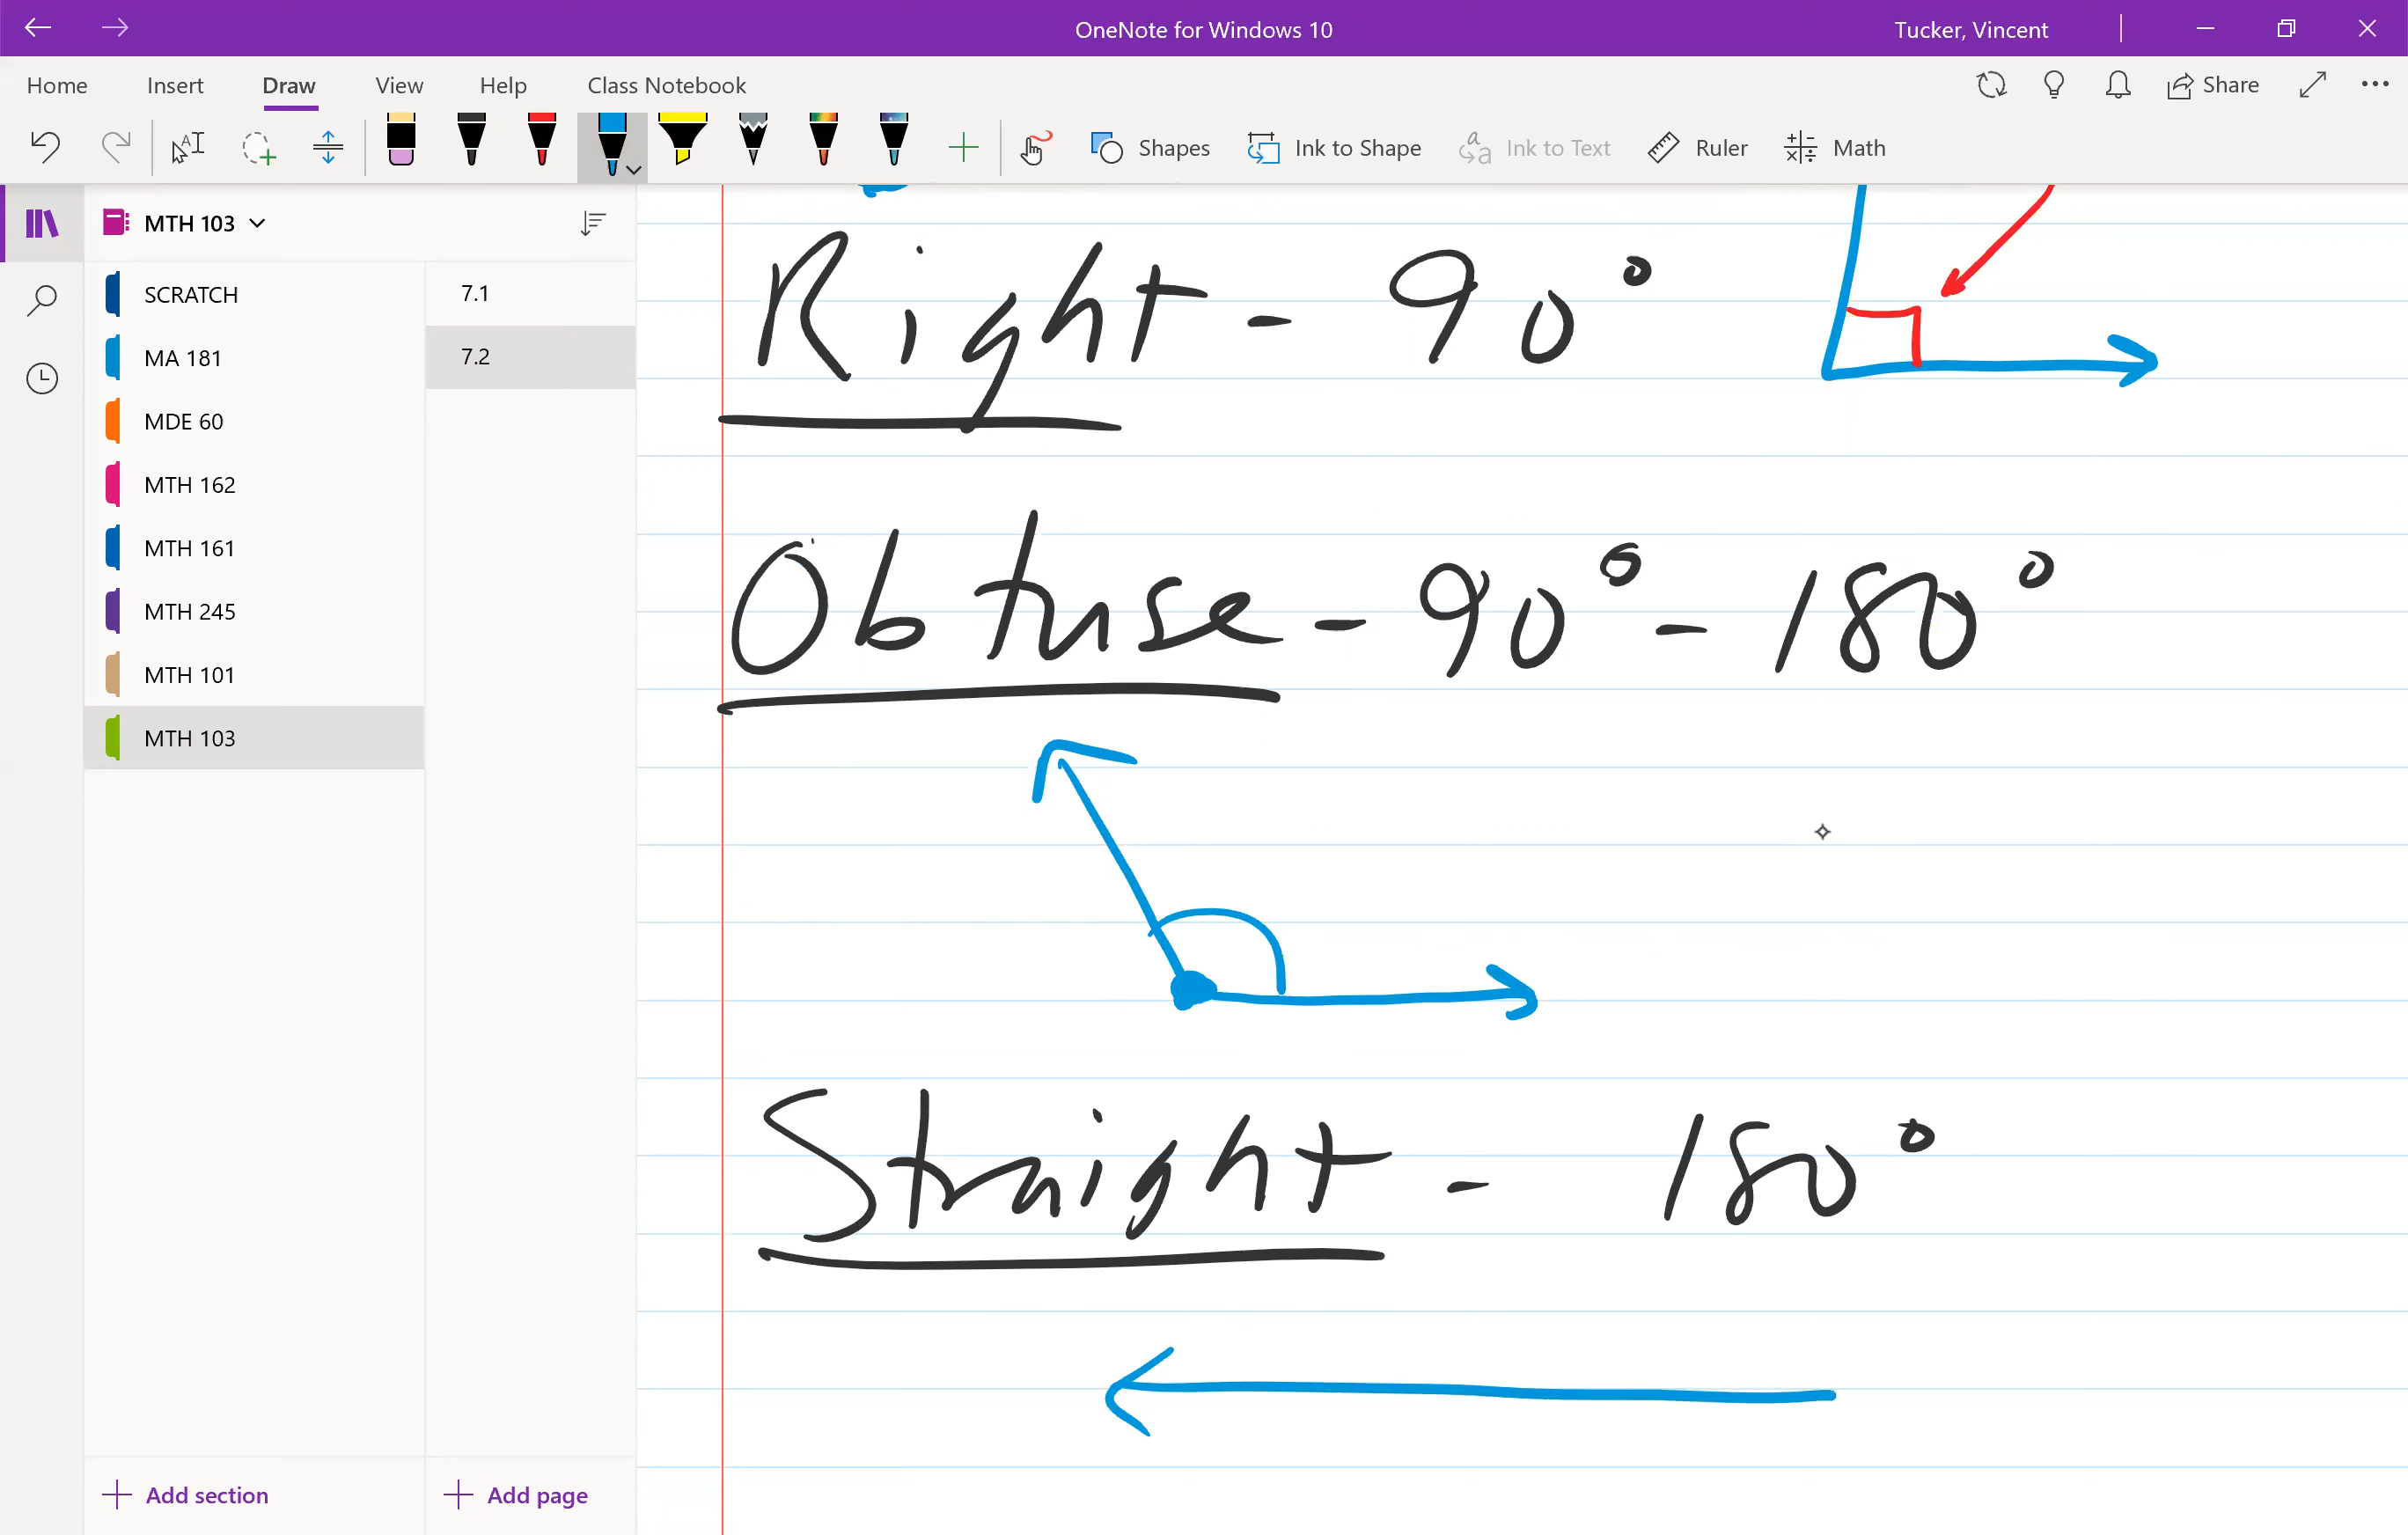 OneNote for Windows 10
Tucker, Vincent
Home Insert Draw View Help Class Notebook
Share
Shapes Ink to Shape Ink to Text Ruler Math
MTH 103
SCRATCH
MA 181
MDE 60
MTH 162
MTH 161
MTH 245
MTH 101
MTH 103
Add section
7.1
7.2
Add page
Right - 90°
Obtuse - 90° - 180°
Straight - 180°